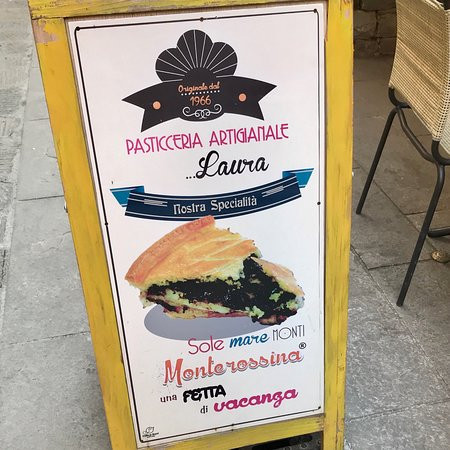 Originale dal
1966
PASTICCERIA ARTIGIANALE
...Laura
Nostra Specialità
Sole mare MONTI
Monterossina®
una FETTA
di vacanza